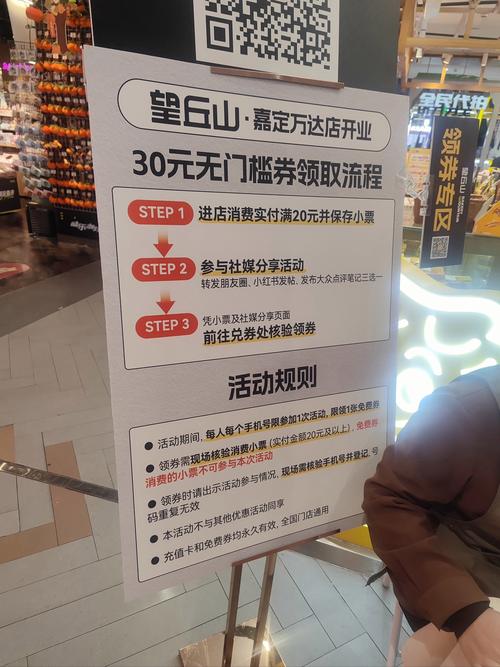 望丘山·嘉定万达店开业
30元无门槛券领取流程
STEP 1 进店消费实付满20元并保存小票
STEP 2 参与社媒分享活动
转发朋友圈、小红书发帖、发布大众点评笔记三选一
STEP 3 凭小票及社媒分享页面
前往兑券处核验领券
活动规则
● 活动期间, 每人每个手机号限参加1次活动, 限领1张免费券
● 领券需现场核验消费小票 (实付金额20元及以上), 免费券
消费的小票不可参与本次活动
● 领券时请出示活动参与情况, 现场需核验手机号并登记, 号
码重复无效
● 本活动不与其他优惠活动同享
● 充值卡和免费券均永久有效, 全国门店通用
领券专区
望丘山